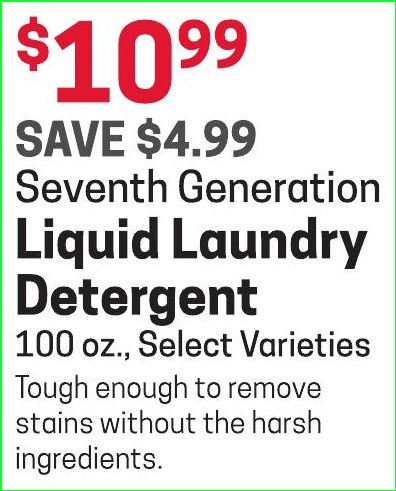 $10.99
SAVE $4.99
Seventh Generation
Liquid Laundry
Detergent
100 oz., Select Varieties
Tough enough to remove
stains without the harsh
ingredients.